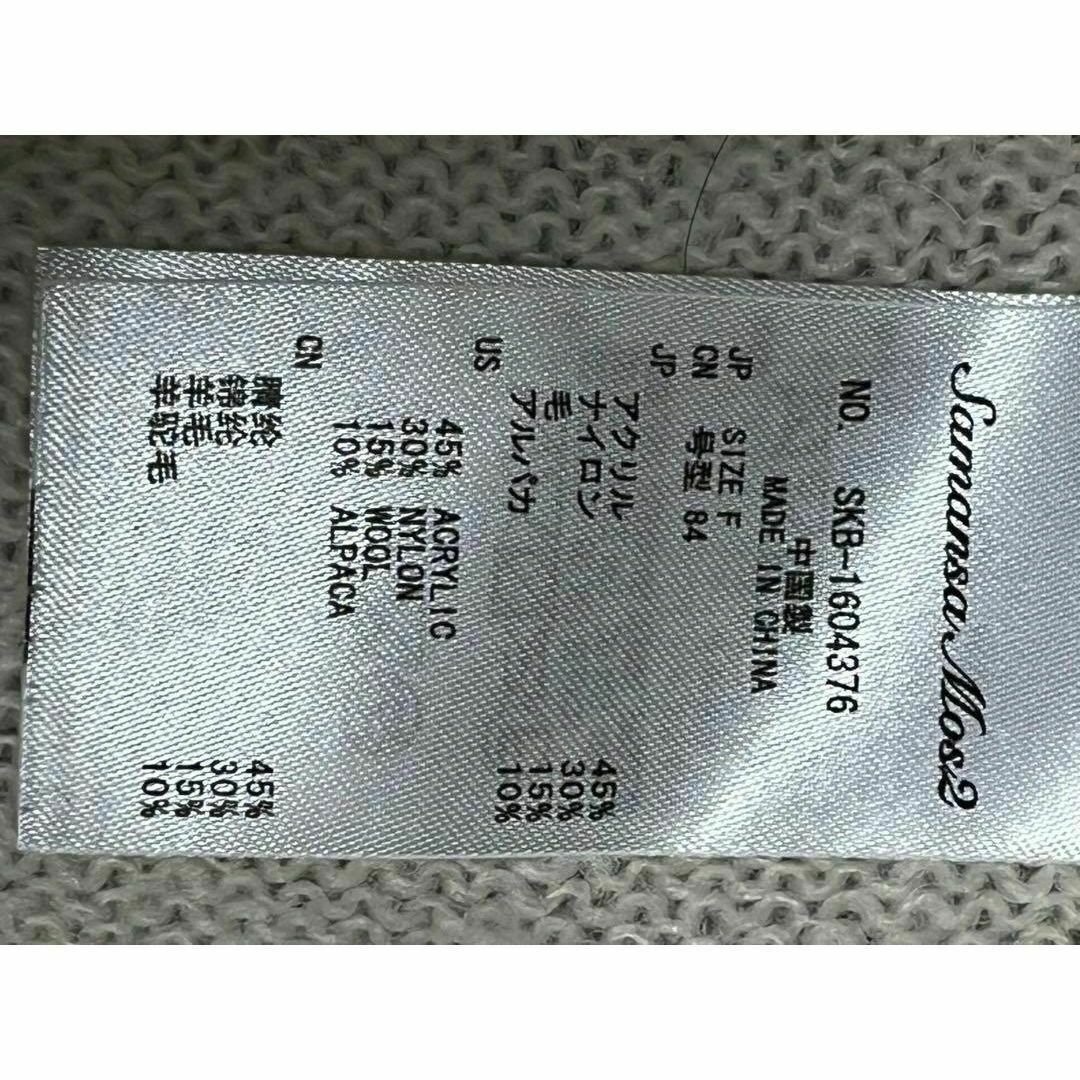 Samansa Mos2
NO. SKB-1604376
中国製
MADE IN CHINA
JP SIZE F
CN 号型 84
JP
アクリル 45%
ナイロン 30%
毛 15%
アルパカ 10%
US
45% ACRYLIC
30% NYLON
15% WOOL
10% ALPACA
CN
腈纶 45%
锦纶 30%
羊毛 15%
羊驼毛 10%